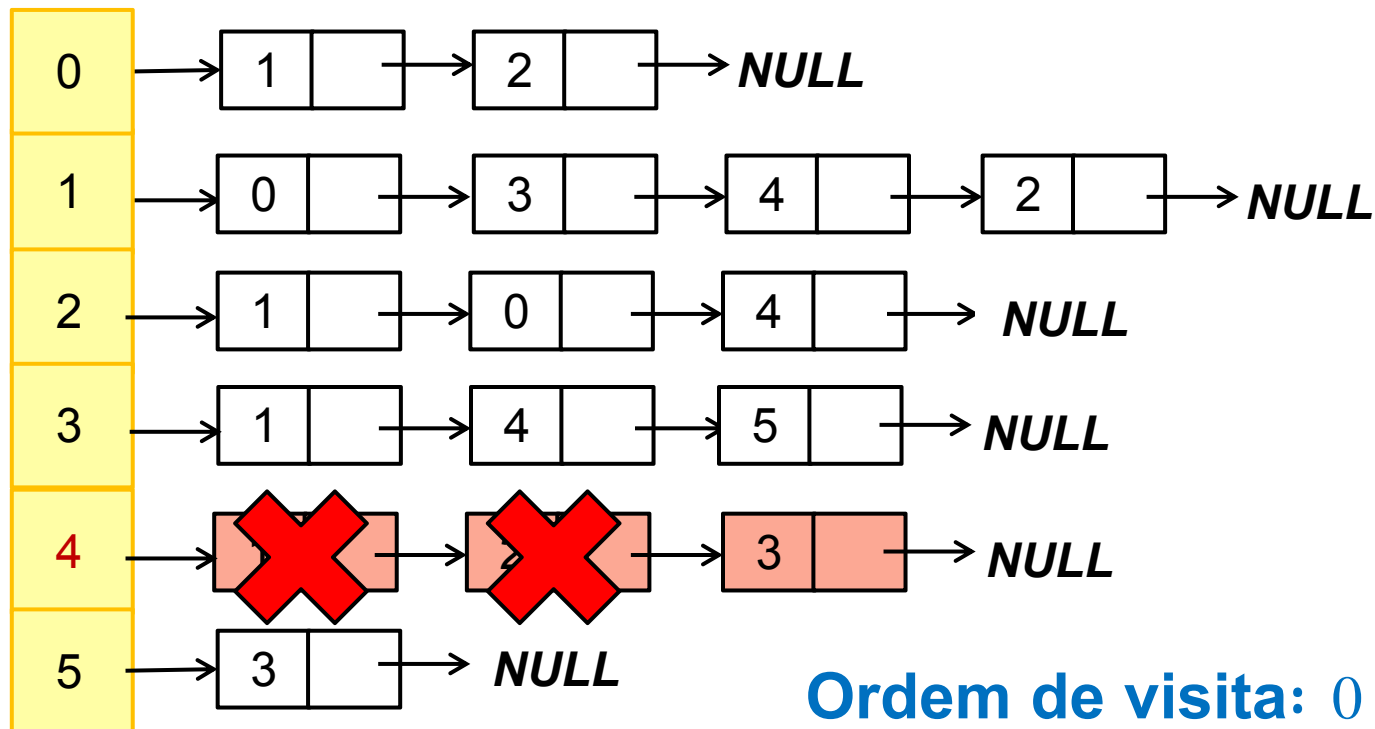 0 1 2 NULL
1 0 3 4 2 NULL
2 1 0 4 NULL
3 1 4 5 NULL
4 3 NULL
5 3 NULL
Ordem de visita: 0